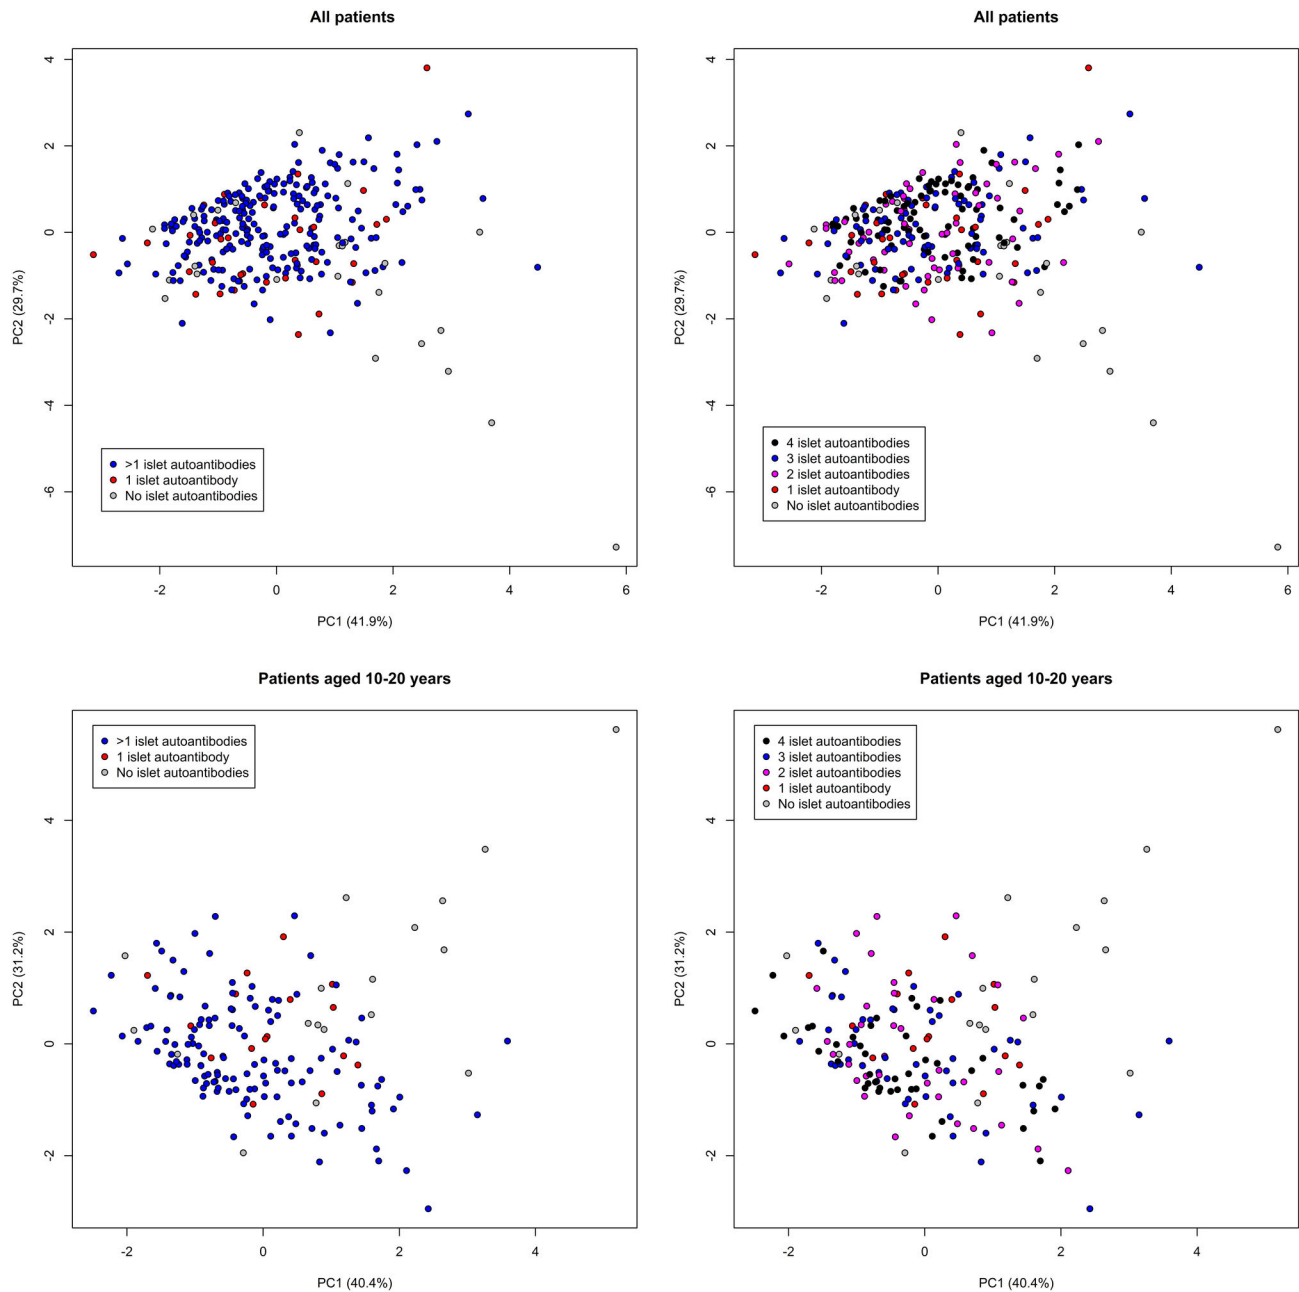 All patients
4
2
0
-2
-4
-6
PC2 (29.7%)
>1 islet autoantibodies
1 islet autoantibody
No islet autoantibodies
-2
0
2
4
6
PC1 (41.9%)
All patients
4
2
0
-2
-4
-6
PC2 (29.7%)
4 islet autoantibodies
3 islet autoantibodies
2 islet autoantibodies
1 islet autoantibody
No islet autoantibodies
-2
0
2
4
6
PC1 (41.9%)
Patients aged 10-20 years
>1 islet autoantibodies
1 islet autoantibody
No islet autoantibodies
4
2
0
-2
PC2 (31.2%)
-2
0
2
4
PC1 (40.4%)
Patients aged 10-20 years
4 islet autoantibodies
3 islet autoantibodies
2 islet autoantibodies
1 islet autoantibody
No islet autoantibodies
4
2
0
-2
PC2 (31.2%)
-2
0
2
4
PC1 (40.4%)